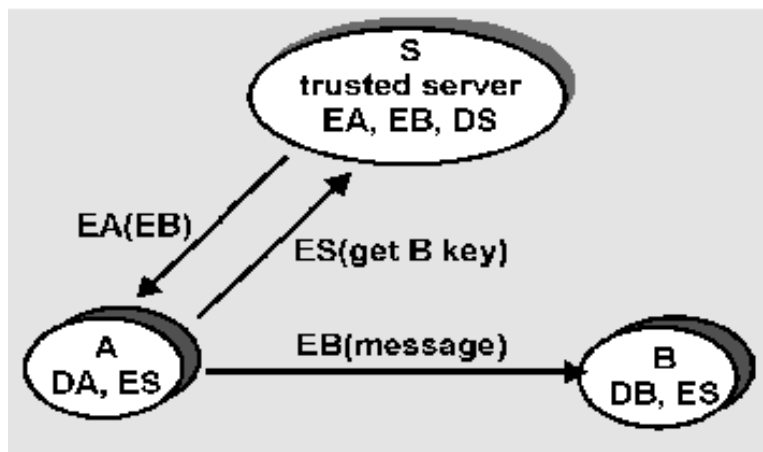 S
trusted server
EA, EB, DS
EA(EB)
ES(get B key)
A
DA, ES
EB(message)
B
DB, ES